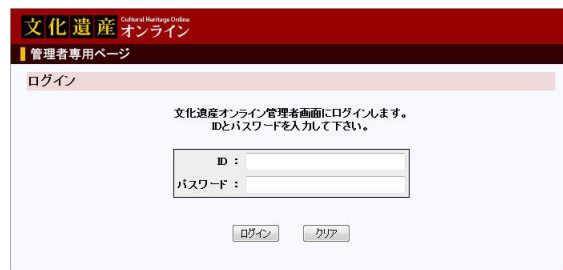 文化遺産 Cultural Heritage Online オンライン
管理者専用ページ
ログイン
文化遺産オンライン管理者画面にログインします。
IDとパスワードを入力して下さい。
ID：
パスワード：
ログイン クリア